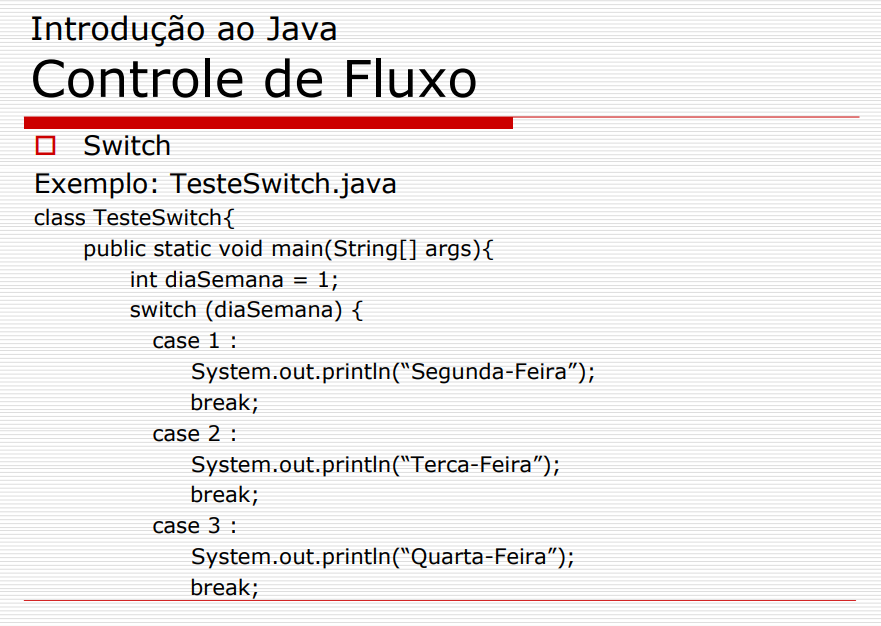 Introdução ao Java
Controle de Fluxo
Switch
Exemplo: TesteSwitch.java
class TesteSwitch{
public static void main(String[] args){
int diaSemana = 1;
switch (diaSemana) {
case 1 :
System.out.println(“Segunda-Feira”);
break;
case 2 :
System.out.println(“Terca-Feira”);
break;
case 3 :
System.out.println(“Quarta-Feira”);
break;